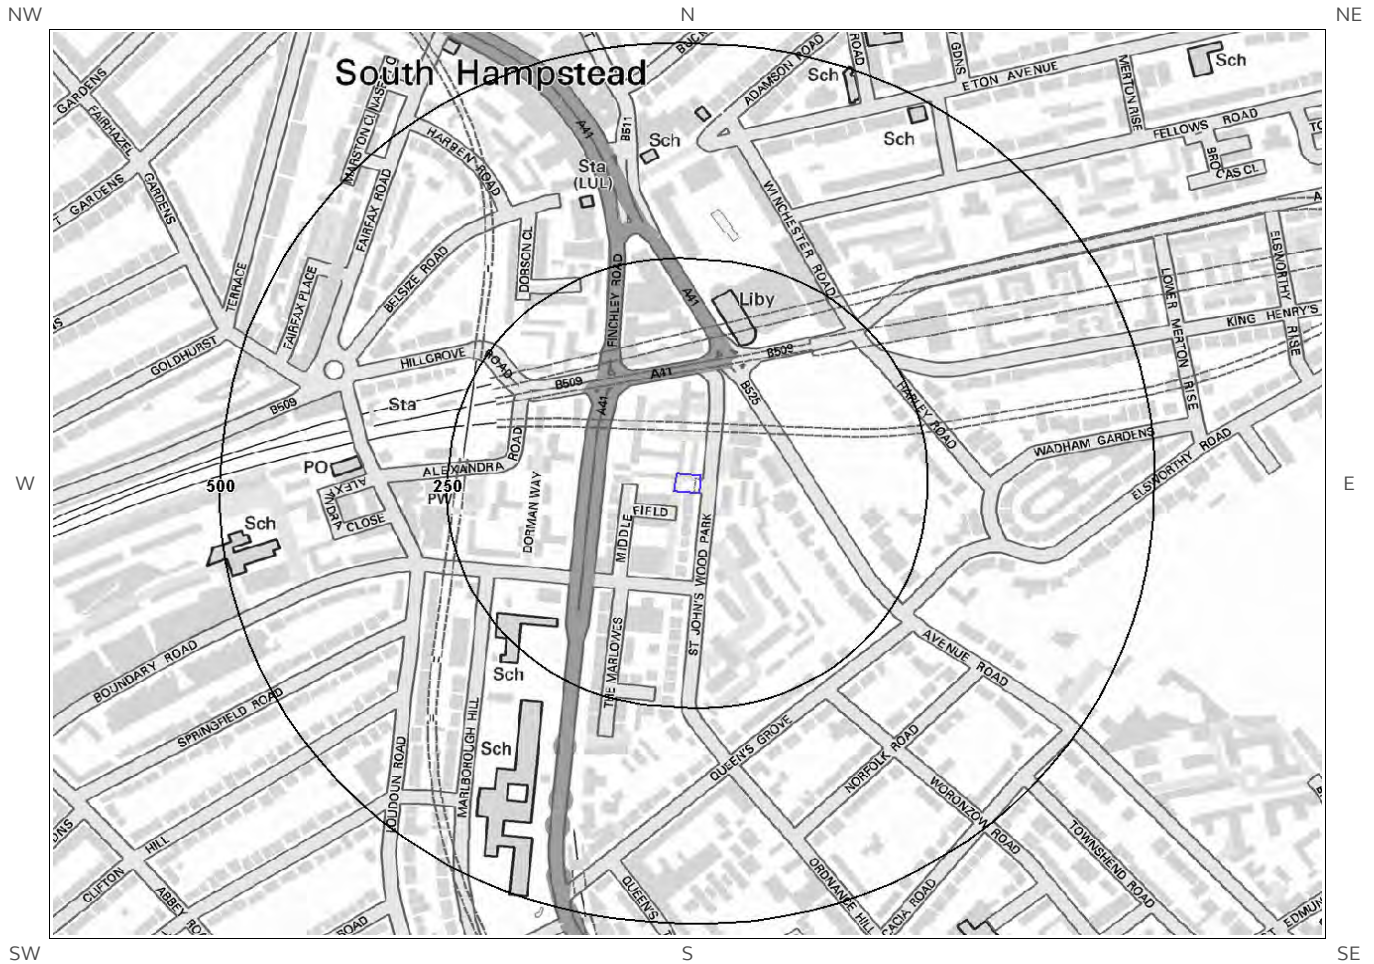 NW
N
NE
BUCK
ROAD
GDNS
ADAMSON ROAD
Sch
Sch
ETON AVENUE
MERTON RISE
South Hampstead
GARDENS
FAIRHAZEL
GARDENS
A41
B511
Sch
Sch
FELLOWS ROAD
HARBEN ROAD
Sta
(LUL)
CAS CL
GARDENS
FAIRFAX ROAD
WINCHESTER ROAD
DOBSON CL
BELSIZE ROAD
FINCHLEY ROAD
A41
Liby
ELSWORTHY
RISE
LOWER MERTON RISE
KING HENRY'S
TERRACE
FAIRFAX PLACE
GOLDHURST
HILLGROVE
ROAD
B509
A41
B509
B509
B525
A41
Sta
HARLEY ROAD
WADHAM GARDENS
ELSWORTHY ROAD
ROAD
ALEXANDRA
PO
W
500
250
E
PW
ALEXANDRA CLOSE
DORMAN WAY
MIDDLE
FIELD
ST JOHN'S WOOD PARK
Sch
BOUNDARY ROAD
THE MARLOWES
AVENUE ROAD
Sch
SPRINGFIELD ROAD
MARLBOROUGH HILL
LOUDOUN ROAD
Sch
QUEEN'S GROVE
NORFOLK ROAD
WORONZOW ROAD
TOWNSHEND ROAD
HILL
CLIFTON
ABBEY
ROAD
QUEEN'S
ORDNANCE HILL
ACACIA ROAD
SW
S
SE